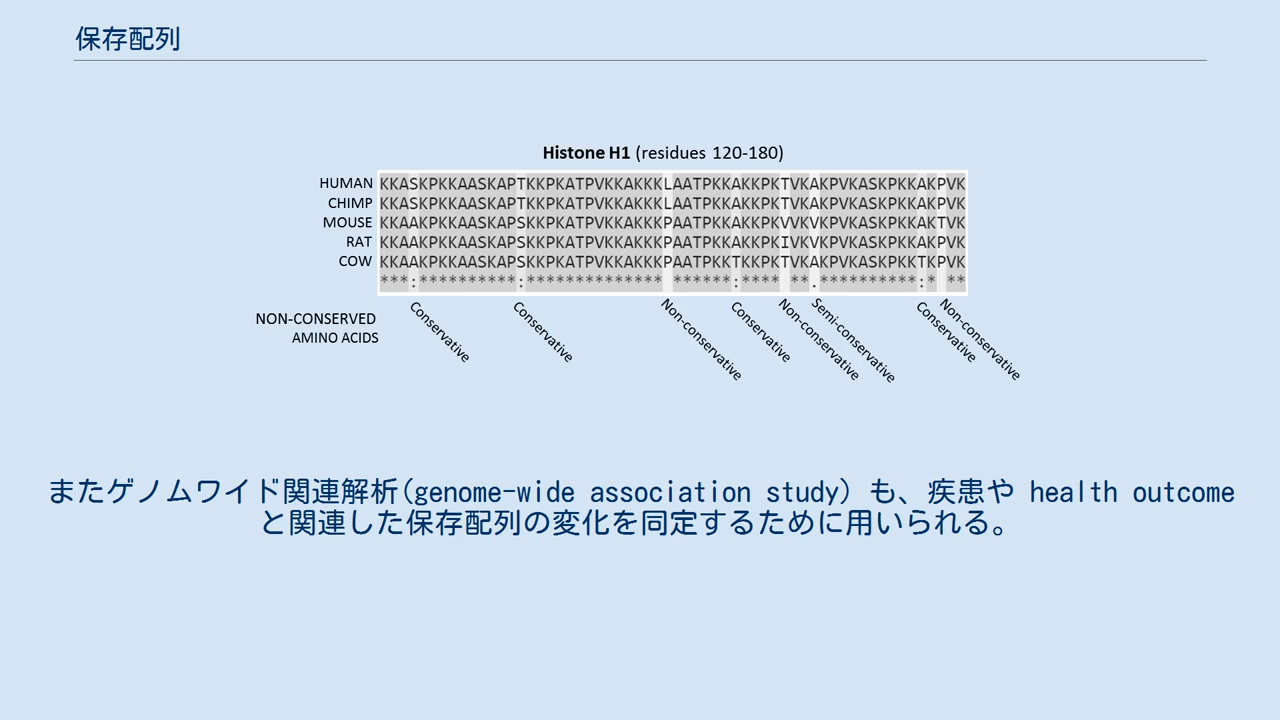 保存配列
Histone H1 (residues 120-180)
HUMAN KKASKPKKAASKAPTKKPKATPVKKAKKKLAATPKKAKKPKTVKAKPVKASKPKKAKPVK
CHIMP KKASKPKKAASKAPTKKPKATPVKKAKKKLAATPKKAKKPKTVKAKPVKASKPKKAKPVK
MOUSE KKAAKPKKAASKAPSKKPKATPVKKAKKKPAATPKKAKKPKVVKVKPVKASKPKKAKTVK
RAT KKAAKPKKAASKAPSKKPKATPVKKAKKKPAATPKKAKKPKIVKVKPVKASKPKKAKPVK
COW KKAAKPKKAASKAPSKKPKATPVKKAKKKPAATPKKTKKPKTVKAKPVKASKPKKTKPVK
***:**********:************** ******:**** **.**********:* **
NON-CONSERVED
AMINO ACIDS
Conservative
Conservative
Non-conservative
Conservative
Non-conservative
Semi-conservative
Conservative
Non-conservative
またゲノムワイド関連解析(genome-wide association study) も、疾患や health outcome
と関連した保存配列の変化を同定するために用いられる。